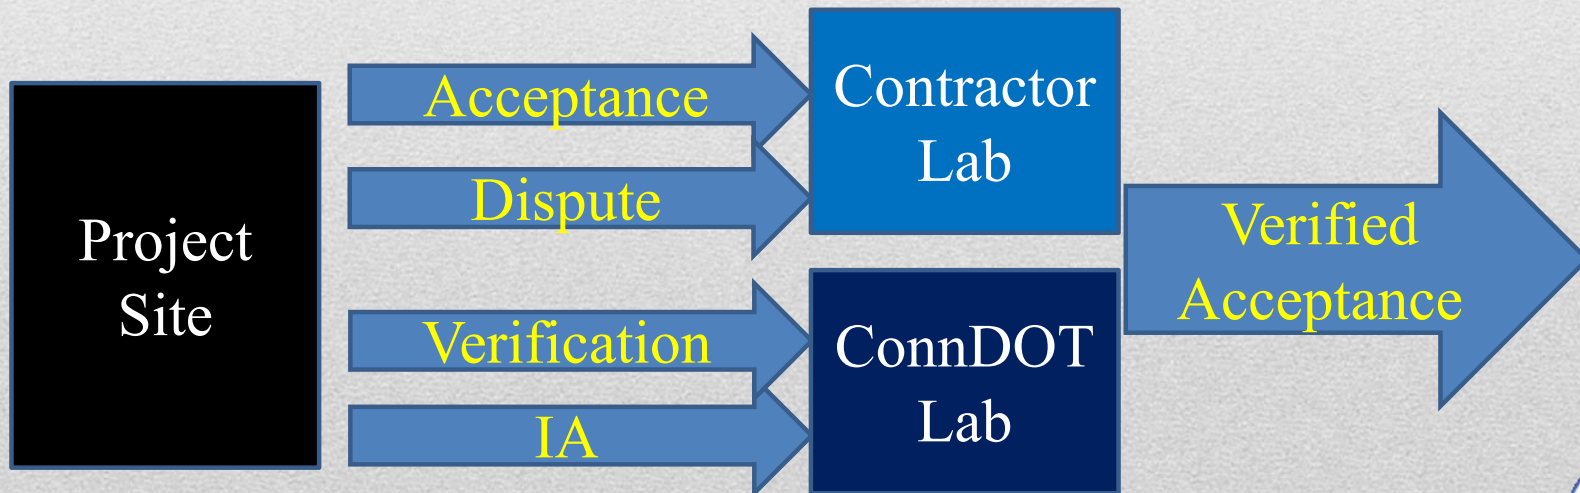 Project
Site
Acceptance
Dispute
Verification
IA
Contractor
Lab
ConnDOT
Lab
Verified
Acceptance